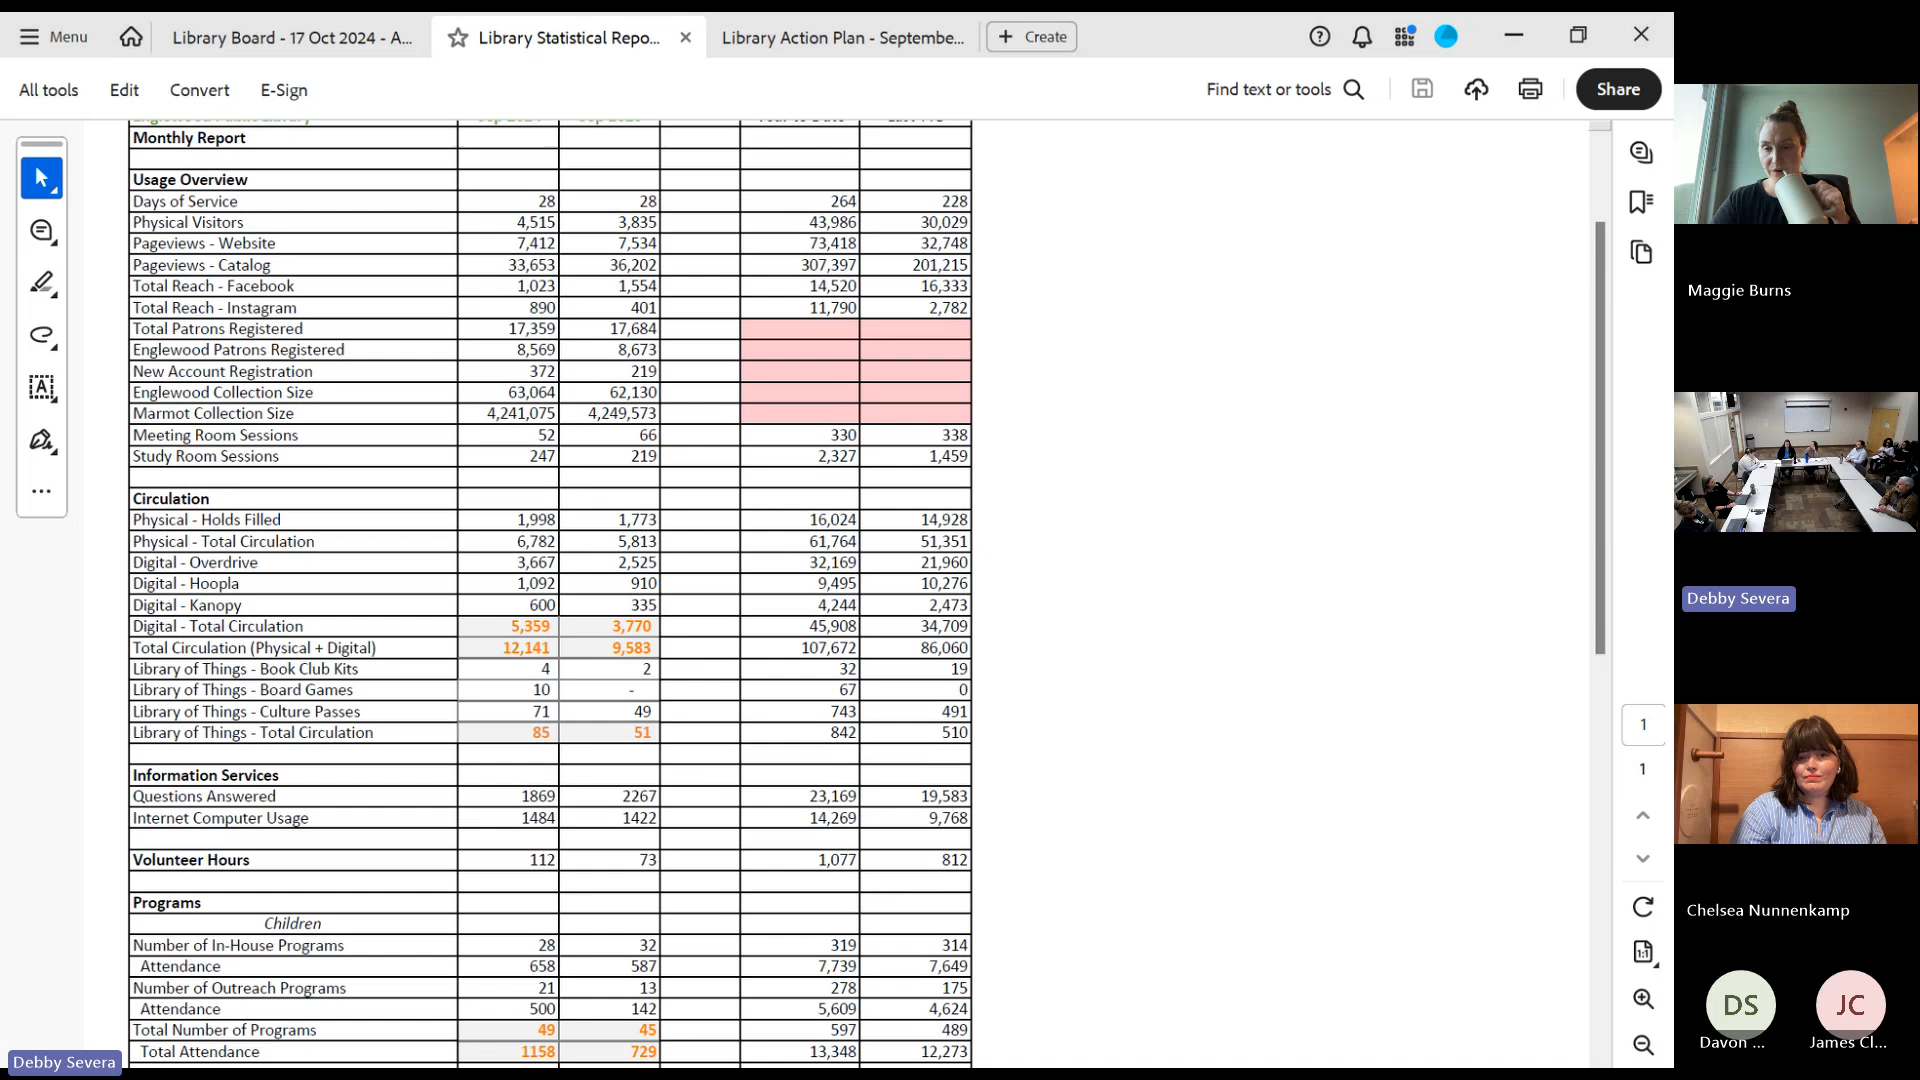 Menu
Library Board - 17 Oct 2024 - A...
Library Statistical Repo...
Library Action Plan - Septembe...
Create
All tools
Edit
Convert
E-Sign
Find text or tools
Share
Monthly Report
Usage Overview
Days of Service 28 28 264 228
Physical Visitors 4,515 3,835 43,986 30,029
Pageviews - Website 7,412 7,534 73,418 32,748
Pageviews - Catalog 33,653 36,202 307,397 201,215
Total Reach - Facebook 1,023 1,554 14,520 16,333
Total Reach - Instagram 890 401 11,790 2,782
Total Patrons Registered 17,359 17,684
Englewood Patrons Registered 8,569 8,673
New Account Registration 372 219
Englewood Collection Size 63,064 62,130
Marmot Collection Size 4,241,075 4,249,573
Meeting Room Sessions 52 66 330 338
Study Room Sessions 247 219 2,327 1,459
Circulation
Physical - Holds Filled 1,998 1,773 16,024 14,928
Physical - Total Circulation 6,782 5,813 61,764 51,351
Digital - Overdrive 3,667 2,525 32,169 21,960
Digital - Hoopla 1,092 910 9,495 10,276
Digital - Kanopy 600 335 4,244 2,473
Digital - Total Circulation 5,359 3,770 45,908 34,709
Total Circulation (Physical + Digital) 12,141 9,583 107,672 86,060
Library of Things - Book Club Kits 4 2 32 19
Library of Things - Board Games 10 - 67 0
Library of Things - Culture Passes 71 49 743 491
Library of Things - Total Circulation 85 51 842 510
Information Services
Questions Answered 1869 2267 23,169 19,583
Internet Computer Usage 1484 1422 14,269 9,768
Volunteer Hours 112 73 1,077 812
Programs
Children
Number of In-House Programs 28 32 319 314
Attendance 658 587 7,739 7,649
Number of Outreach Programs 21 13 278 175
Attendance 500 142 5,609 4,624
Total Number of Programs 49 45 597 489
Total Attendance 1158 729 13,348 12,273
1
1
1:1
Debby Severa
Maggie Burns
Debby Severa
Chelsea Nunnenkamp
DS
JC
Davon ...
James Cl...